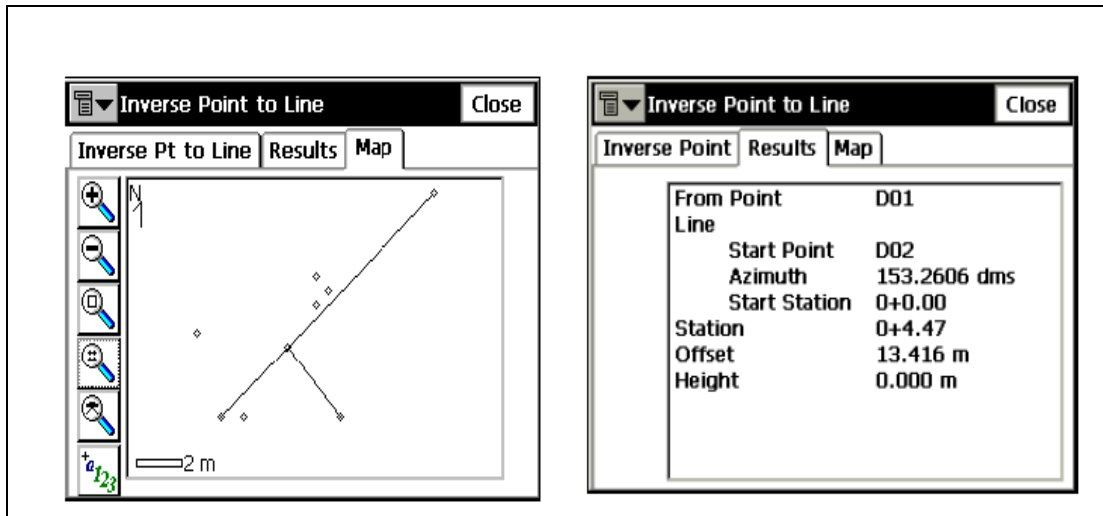 Inverse Point to Line Close
Inverse Pt to Line Results Map
N
2 m
+a123
Inverse Point to Line Close
Inverse Point Results Map
From Point D01
Line
Start Point D02
Azimuth 153.2606 dms
Start Station 0+0.00
Station 0+4.47
Offset 13.416 m
Height 0.000 m